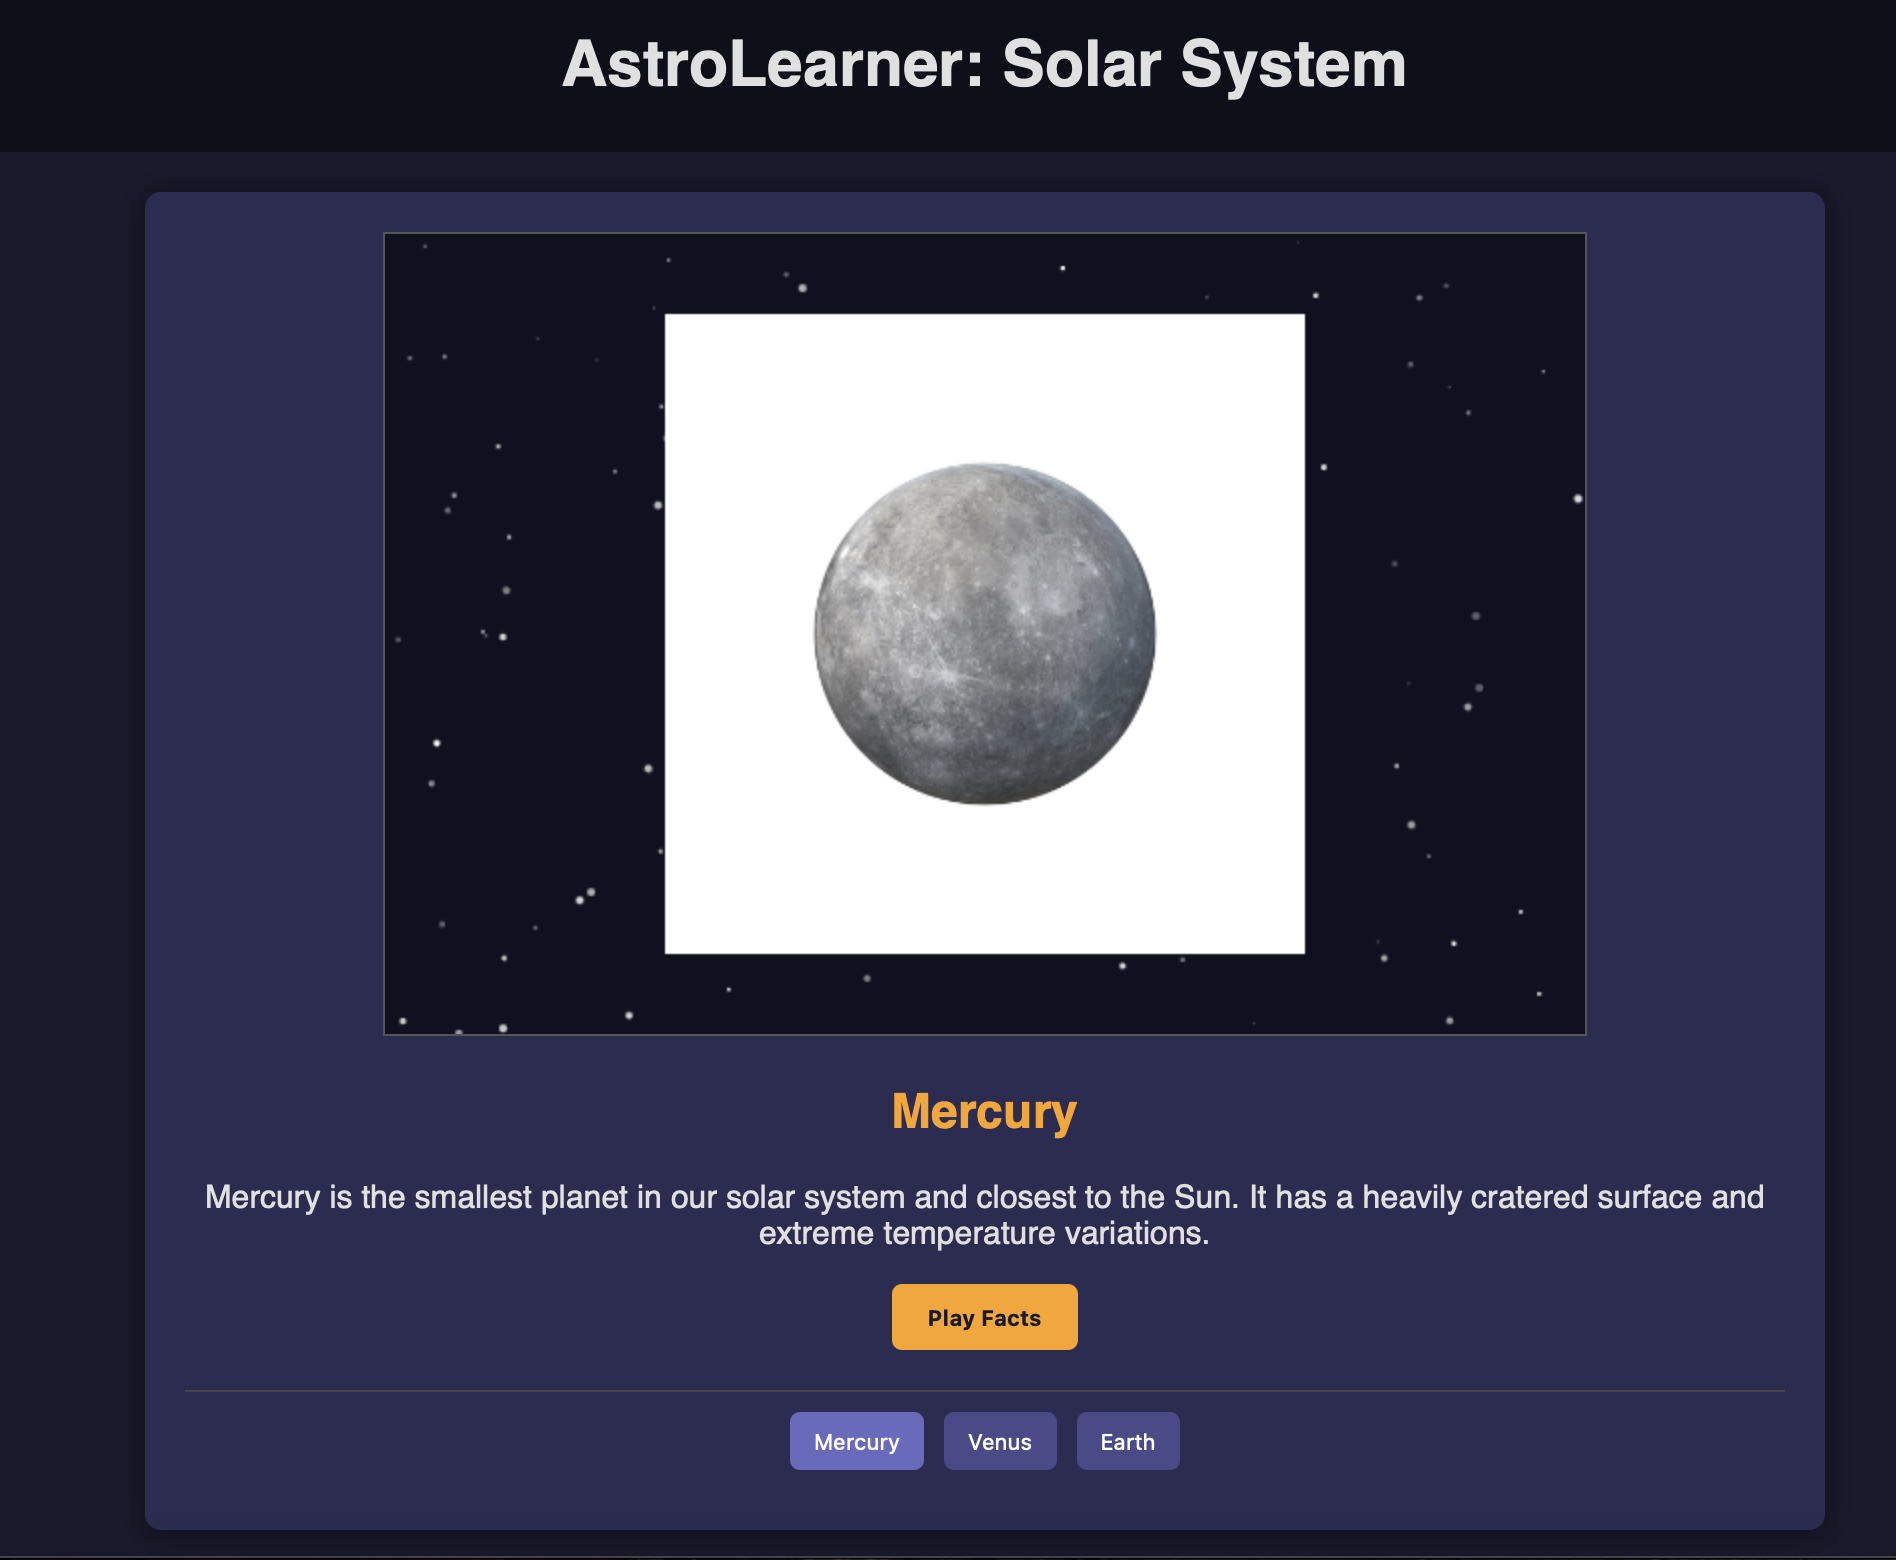 AstroLearner: Solar System
Mercury
Mercury is the smallest planet in our solar system and closest to the Sun. It has a heavily cratered surface and
extreme temperature variations.
Play Facts
Mercury Venus Earth